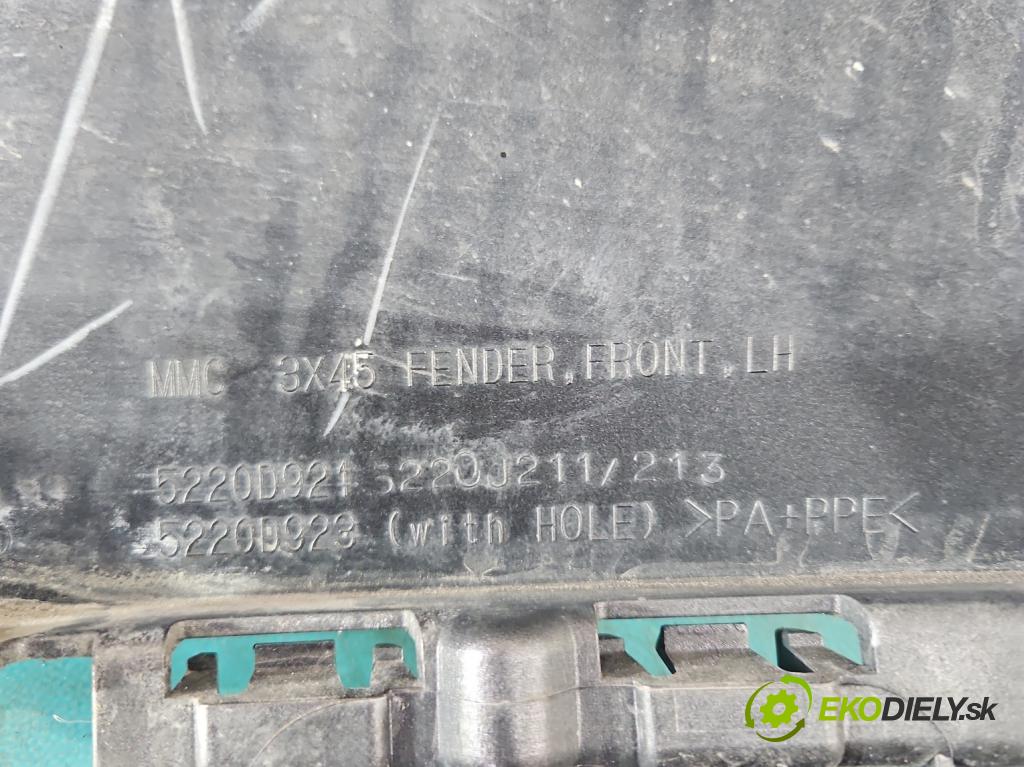 MMC 3X45 FENDER, FRONT, LH
5220D921 5220J211/213
5220D923 (with HOLE) >PA+PPE<
EKODIELY.sk